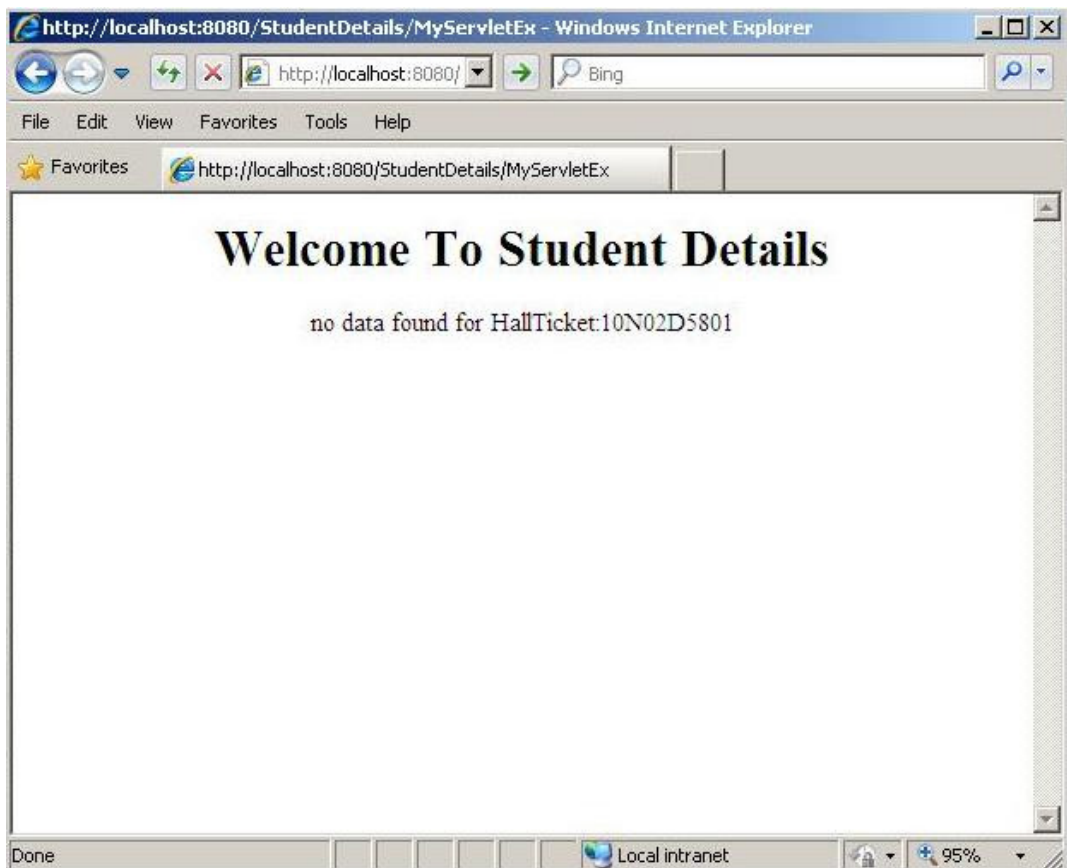 http://localhost:8080/StudentDetails/MyServletEx - Windows Internet Explorer
http://localhost:8080/ Bing
File Edit View Favorites Tools Help
Favorites http://localhost:8080/StudentDetails/MyServletEx
Welcome To Student Details
no data found for HallTicket:10N02D5801
Done Local intranet 95%